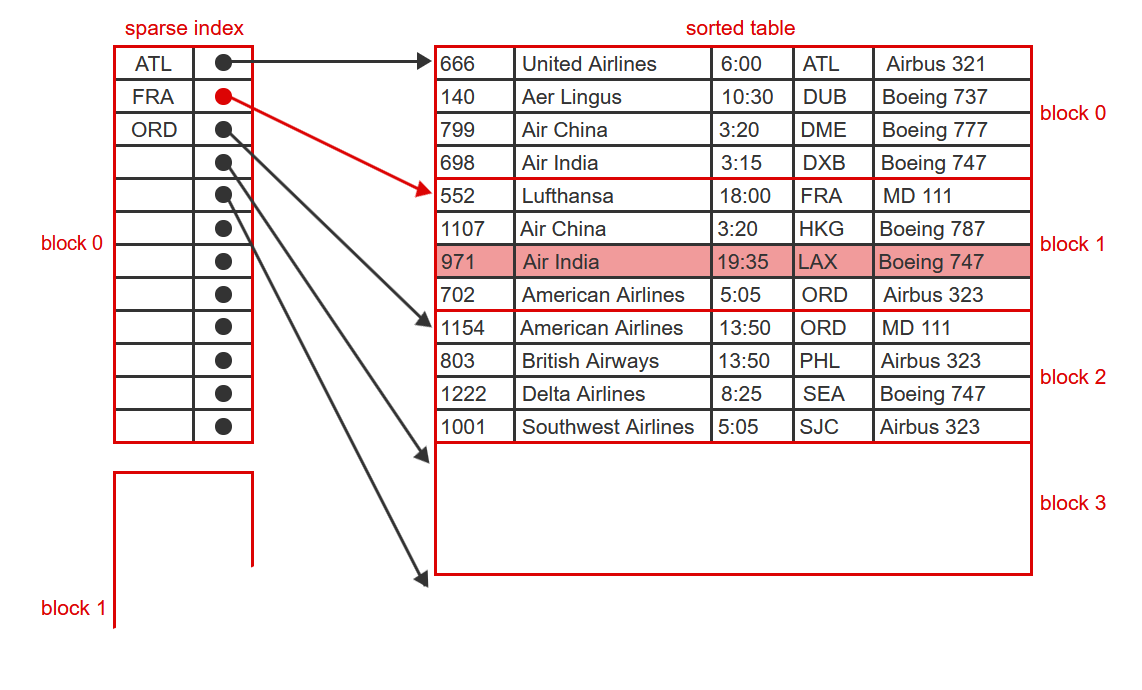 sparse index
ATL
FRA
ORD
block 0
block 1
sorted table
666 United Airlines 6:00 ATL Airbus 321
140 Aer Lingus 10:30 DUB Boeing 737
799 Air China 3:20 DME Boeing 777
698 Air India 3:15 DXB Boeing 747
552 Lufthansa 18:00 FRA MD 111
1107 Air China 3:20 HKG Boeing 787
971 Air India 19:35 LAX Boeing 747
702 American Airlines 5:05 ORD Airbus 323
1154 American Airlines 13:50 ORD MD 111
803 British Airways 13:50 PHL Airbus 323
1222 Delta Airlines 8:25 SEA Boeing 747
1001 Southwest Airlines 5:05 SJC Airbus 323
block 0
block 1
block 2
block 3